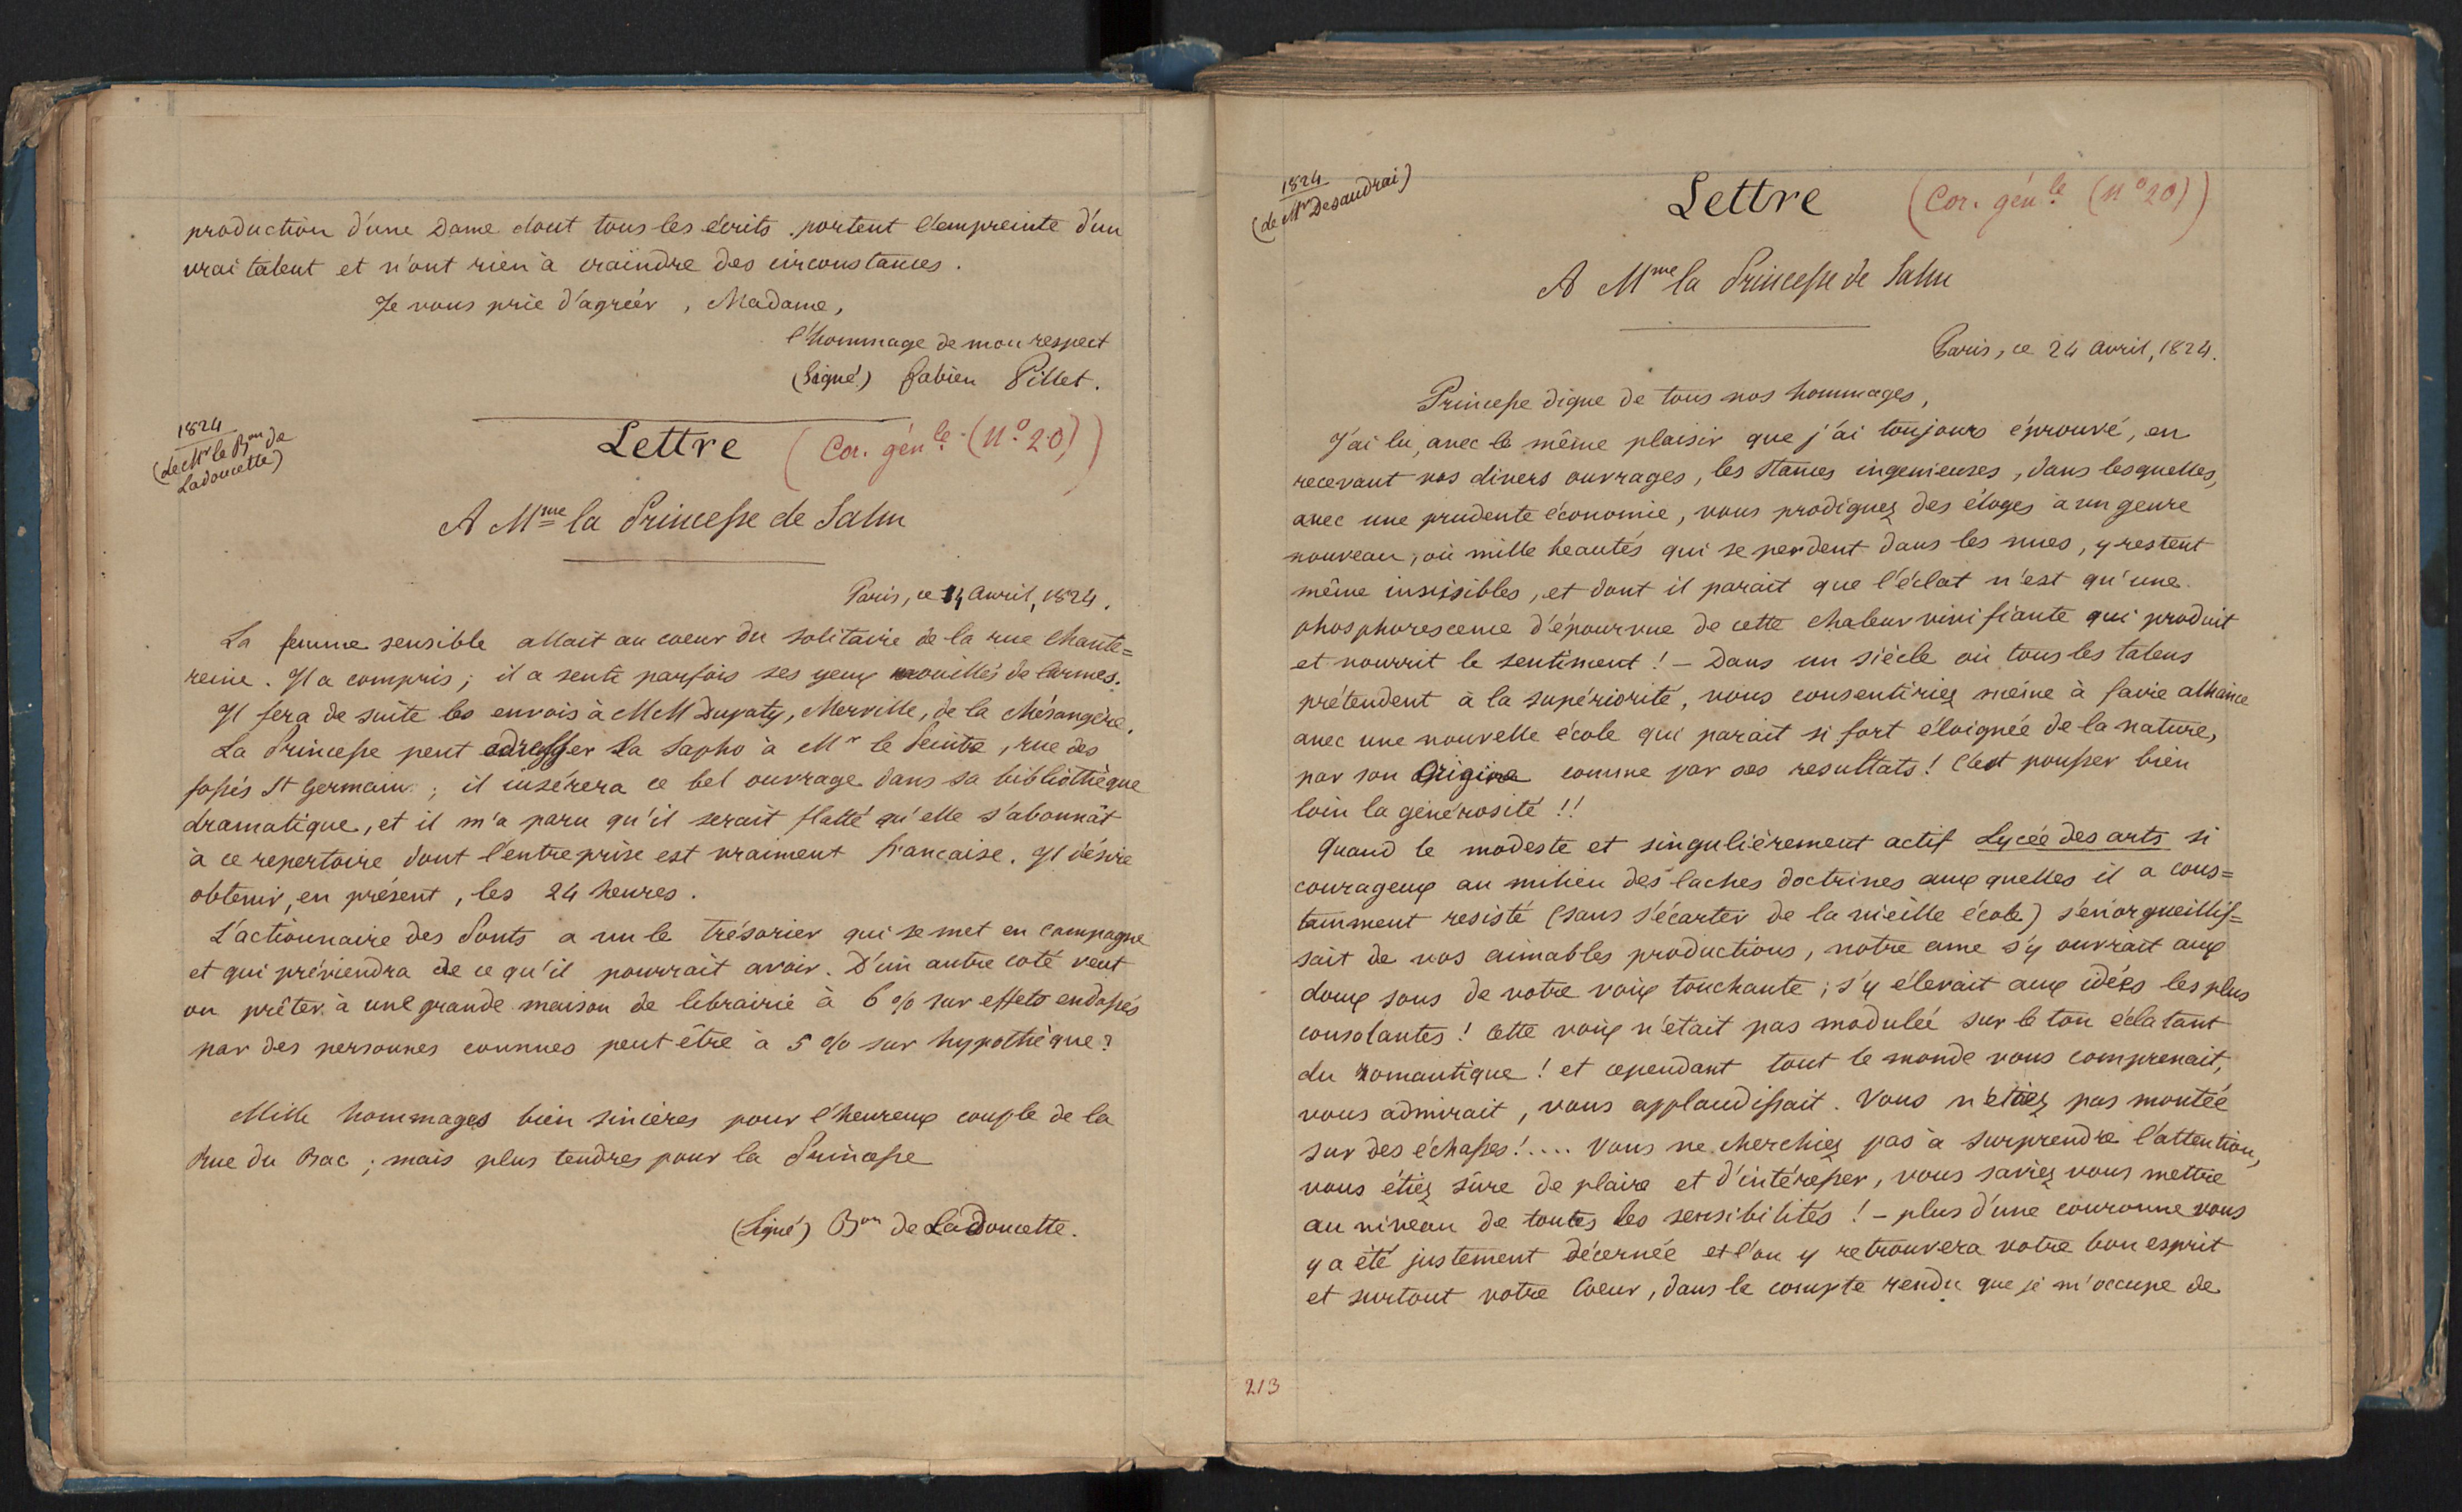 production d'une Dame dont tous les écrits portent l'empreinte d'un
vrai talent et n'ont rien à craindre des circonstances.
Je vous prie d'agréer, Madame,
l'hommage de mon respect
(Signé) Fabien Pillet.
1824
(de Mr le Bon de
Ladoucette)
Lettre (Cor. génle (N° 20))
A Mme la Princesse de Salm
Paris, ce 14 avril, 1824.
La femme sensible allait au coeur du solitaire de la rue Chante=
reine. Il a compris; il a senti parfois ses yeux mouillés de larmes.
Il fera de suite les envois à MM Dupaty, Merville, de la Mésangère.
La Princesse peut adresser la Sapho à Mr le Peintre, rue des
fossés St Germain; il insérera ce bel ouvrage dans sa bibliothèque
dramatique, et il m'a paru qu'il serait flatté qu'elle s'abonnât
à ce repertoire dont l'entreprise est vraiment française. Il désire
obtenir, en présent, les 24 heures.
L'actionnaire des Ponts a vu le trésorier qui se met en campagne
et qui préviendra de ce qu'il pourrait avoir. D'un autre coté veut
on prêter à une grande maison de librairie à 6 % sur effets endossés
par des personnes connues peut être à 5 % sur hypothèque?
Mille hommages bien sincères pour l'heureux couple de la
Rue du Bac; mais plus tendres pour la Princesse
(Signé) Bon de Ladoucette.
1824
(de Mr Desaudrai)
Lettre (Cor. génle (N° 20))
A Mme la Princesse de Salm
Paris, ce 24 avril, 1824.
Princesse digne de tous nos hommages,
J'ai lu, avec le même plaisir que j'ai toujours éprouvé, en
recevant vos divers ouvrages, les stances ingenieuses, dans lesquelles,
avec une prudente économie, vous prodiguez des éloges à un genre
nouveau, où mille beautés qui se perdent dans les nues, y restent
même invisibles, et dont il parait que l'éclat n'est qu'une
phosphorescence d'épourvue de cette chaleur vivifiante qui produit
et nourrit le sentiment! - Dans un siècle où tous les talens
prétendent à la supériorité, vous consentiriez même à faire alliance
avec une nouvelle école qui parait si fort éloignée de la nature,
par son origine comme par ses resultats! C'est pousser bien
loin la générosité!!
Quand le modeste et singulièrement actif Lycée des arts si
courageux au milieu des laches doctrines aux quelles il a cons=
tamment resisté (sans s'écarter de la vieille école) s'énorgueillis=
sait de vos aimables productions, notre ame s'y ouvrait aux
doux sons de votre voix touchante; s'y élevait aux idées les plus
consolantes! Cette voix n'était pas modulée sur le ton éclatant
du romantique! et cependant tout le monde vous comprenait,
vous admirait, vous applaudissait. Vous n'étiez pas montée
sur des échasses!.... Vous ne cherchiez pas à surprendre l'attention,
vous étiez sûre de plaire et d'intéresser, vous saviez vous mettre
au niveau de toutes les sensibilités! - plus d'une couronne vous
y a été justement décernée et l'on y retrouvera votre bon esprit
et surtout votre Coeur, dans le compte rendu que je m'occupe de
213